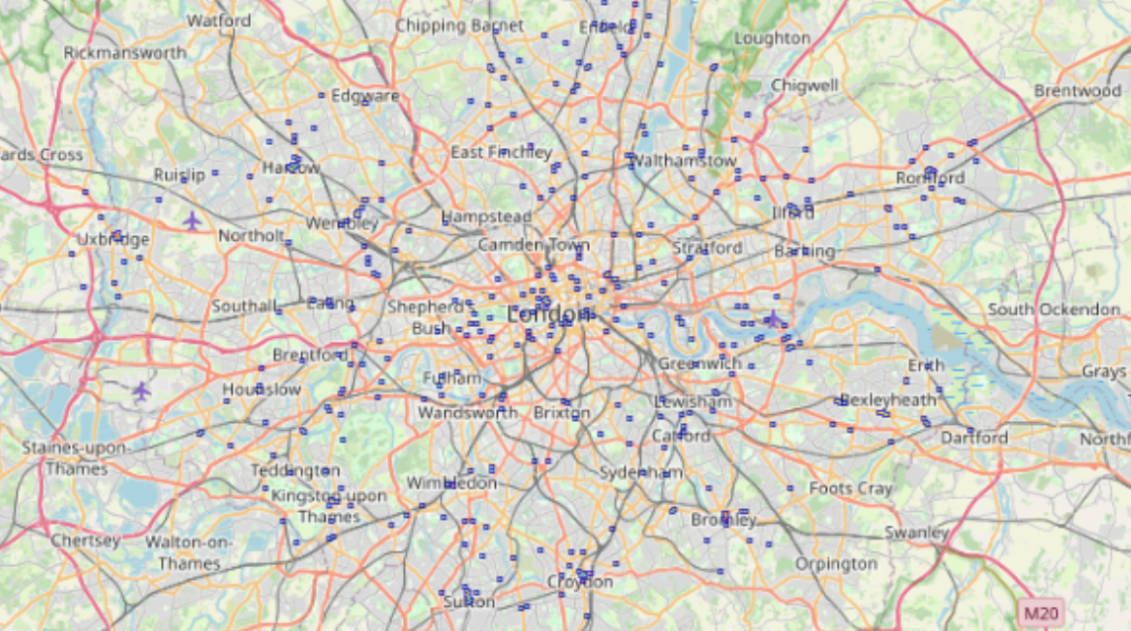 Watford
Chipping Barnet
Enfield
Loughton
Rickmansworth
Chigwell
Edgware
Brentwood
East Finchley
Walthamstow
ards Cross
Ruislip
Harrow
Romford
Ilford
Hampstead
Wembley
Uxbridge
Northolt
Camden Town
Stratford
Barking
Southall
Ealing
Shepherd
Bush
London
South Ockendon
Brentford
Greenwich
Erith
Grays
Fulham
Hounslow
Wandsworth
Brixton
Lewisham
Bexleyheath
Catford
Dartford
Northf
Staines-upon-
Thames
Teddington
Sydenham
Wimbledon
Foots Cray
Kingston upon
Thames
Bromley
Swanley
Chertsey
Walton-on-
Thames
Orpington
Croydon
Sutton
M20